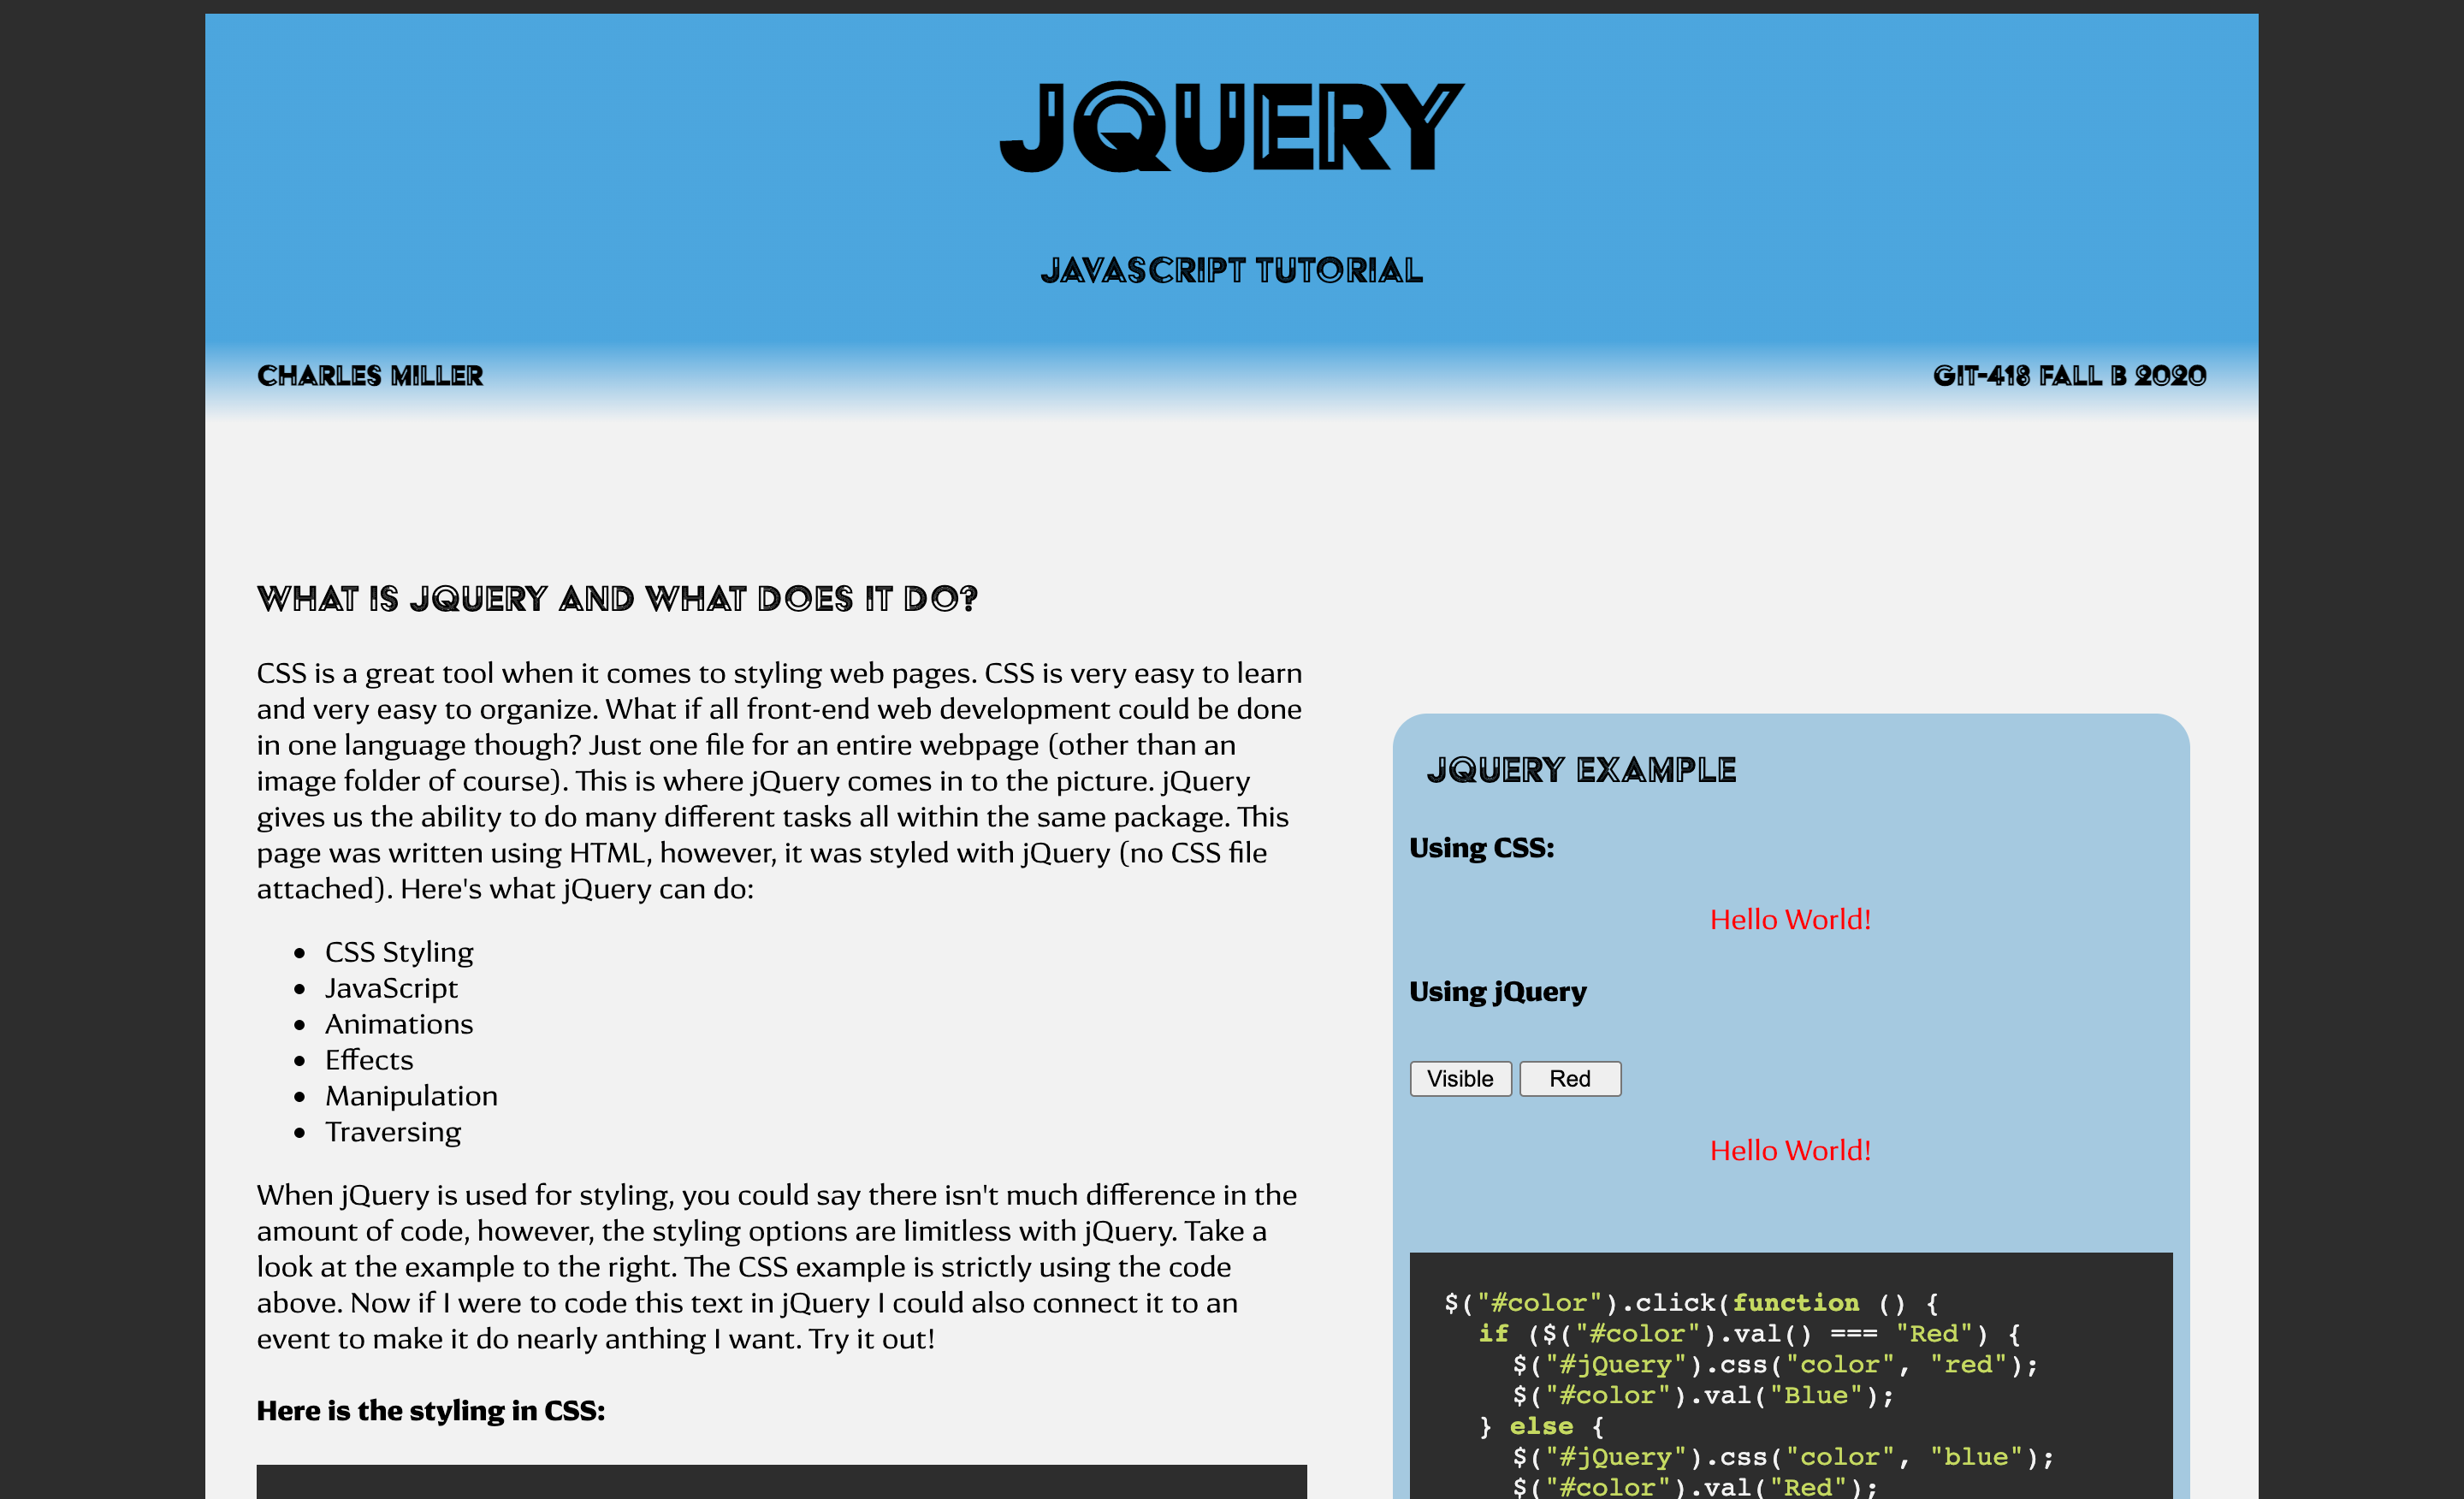 JQUERY
JAVASCRIPT TUTORIAL
CHARLES MILLER
GIT-418 FALL B 2020
WHAT IS JQUERY AND WHAT DOES IT DO?
CSS is a great tool when it comes to styling web pages. CSS is very easy to learn
and very easy to organize. What if all front-end web development could be done
in one language though? Just one file for an entire webpage (other than an
image folder of course). This is where jQuery comes in to the picture. jQuery
gives us the ability to do many different tasks all within the same package. This
page was written using HTML, however, it was styled with jQuery (no CSS file
attached). Here's what jQuery can do:
• CSS Styling
• JavaScript
• Animations
• Effects
• Manipulation
• Traversing
When jQuery is used for styling, you could say there isn't much difference in the
amount of code, however, the styling options are limitless with jQuery. Take a
look at the example to the right. The CSS example is strictly using the code
above. Now if I were to code this text in jQuery I could also connect it to an
event to make it do nearly anthing I want. Try it out!
Here is the styling in CSS:
JQUERY EXAMPLE
Using CSS:
Hello World!
Using jQuery
Visible Red
Hello World!
$("#color").click(function () {
  if ($("#color").val() === "Red") {
    $("#jQuery").css("color", "red");
    $("#color").val("Blue");
  } else {
    $("#jQuery").css("color", "blue");
    $("#color").val("Red");